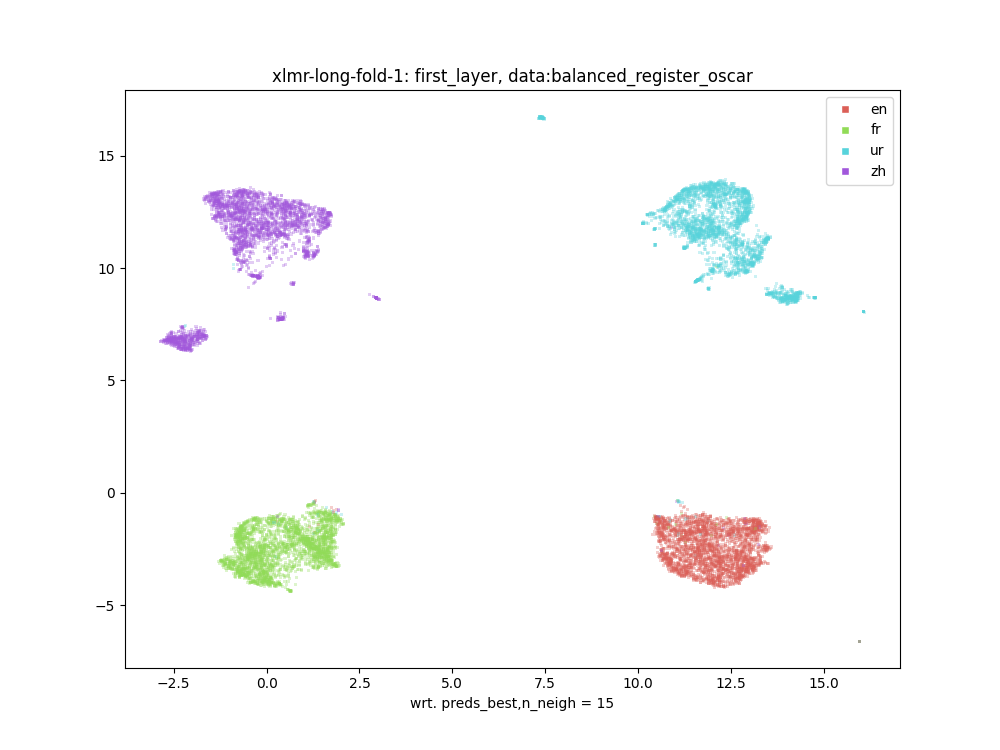 xlmr-long-fold-1: first_layer, data:balanced_register_oscar
en
fr
ur
zh
15
10
5
0
−5
−2.5 0.0 2.5 5.0 7.5 10.0 12.5 15.0
wrt. preds_best,n_neigh = 15